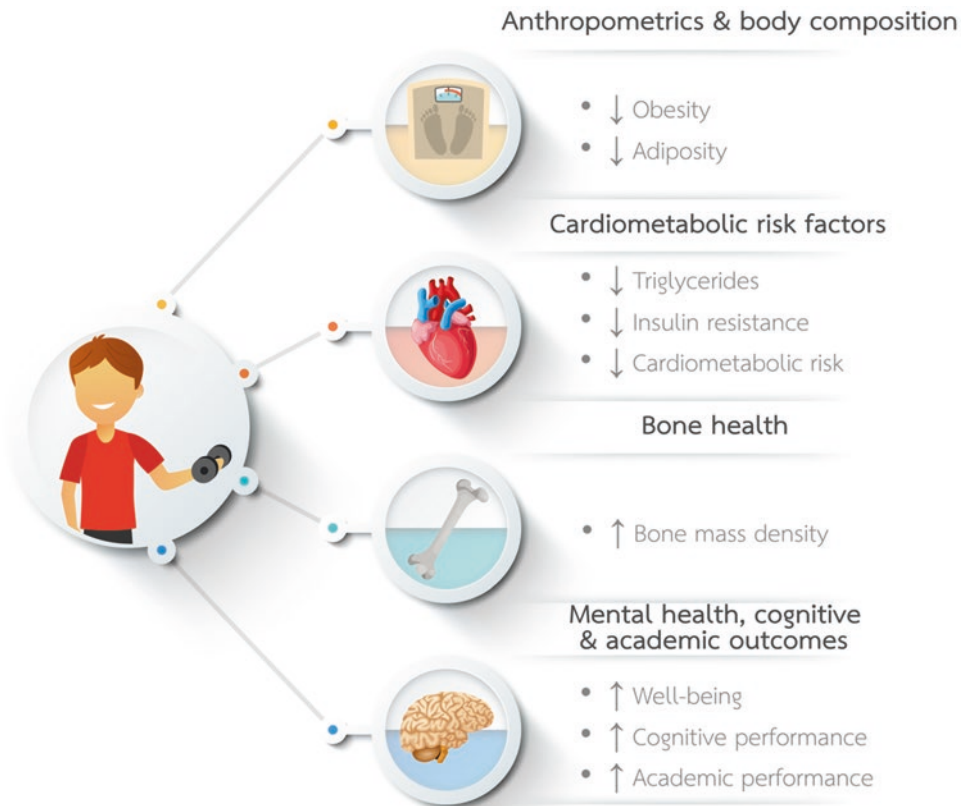 Anthropometrics & body composition
• ↓ Obesity
• ↓ Adiposity
Cardiometabolic risk factors
• ↓ Triglycerides
• ↓ Insulin resistance
• ↓ Cardiometabolic risk
Bone health
• ↑ Bone mass density
Mental health, cognitive
& academic outcomes
• ↑ Well-being
• ↑ Cognitive performance
• ↑ Academic performance